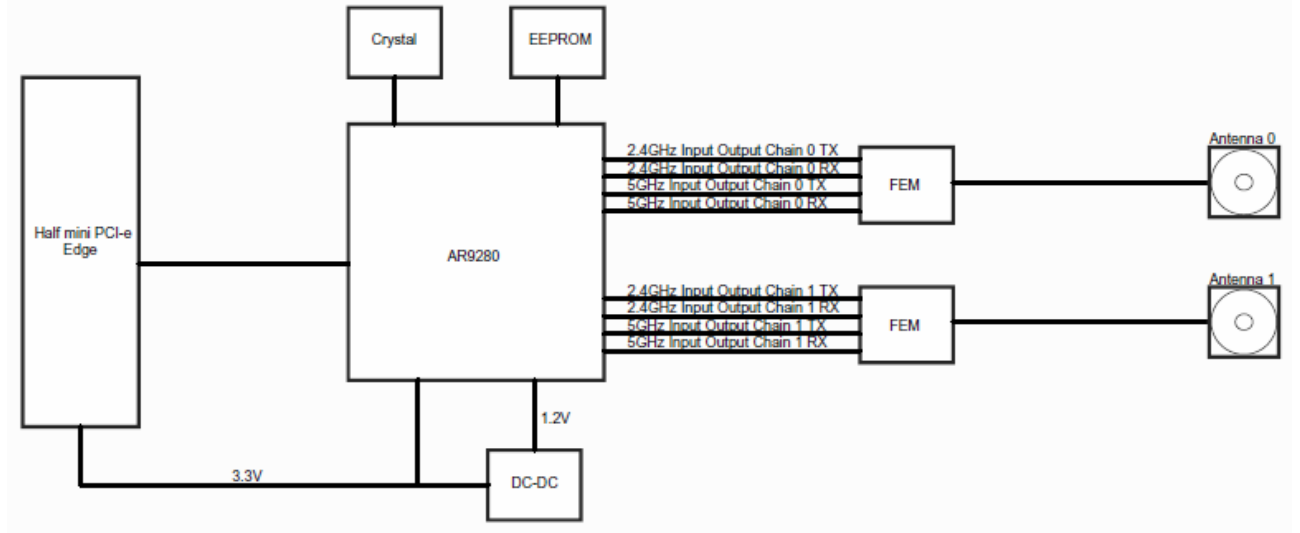 Crystal
EEPROM
Half mini PCI-e
Edge
AR9280
2.4GHz Input Output Chain 0 TX
2.4GHz Input Output Chain 0 RX
5GHz Input Output Chain 0 TX
5GHz Input Output Chain 0 RX
FEM
Antenna 0
2.4GHz Input Output Chain 1 TX
2.4GHz Input Output Chain 1 RX
5GHz Input Output Chain 1 TX
5GHz Input Output Chain 1 RX
FEM
Antenna 1
1.2V
3.3V
DC-DC